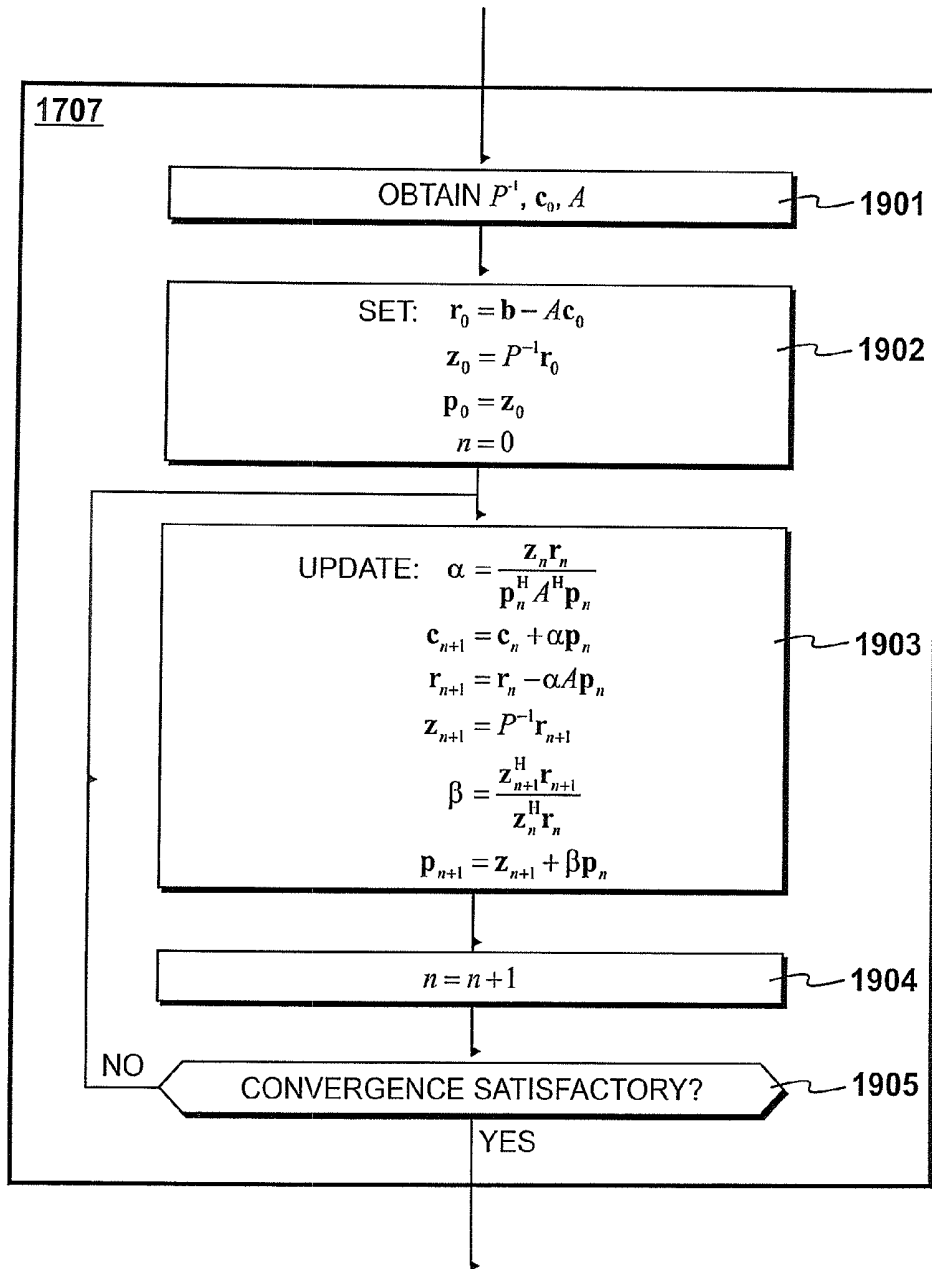 1707
OBTAIN P⁻¹, c₀, A
1901
SET: r₀ = b − Ac₀
z₀ = P⁻¹r₀
1902
p₀ = z₀
n = 0
UPDATE: α = zₙrₙ / pₙᴴAᴴpₙ
cₙ₊₁ = cₙ + αpₙ
1903
rₙ₊₁ = rₙ − αApₙ
zₙ₊₁ = P⁻¹rₙ₊₁
β = zₙ₊₁ᴴrₙ₊₁ / zₙᴴrₙ
pₙ₊₁ = zₙ₊₁ + βpₙ
n = n+1
1904
NO
CONVERGENCE SATISFACTORY?
1905
YES